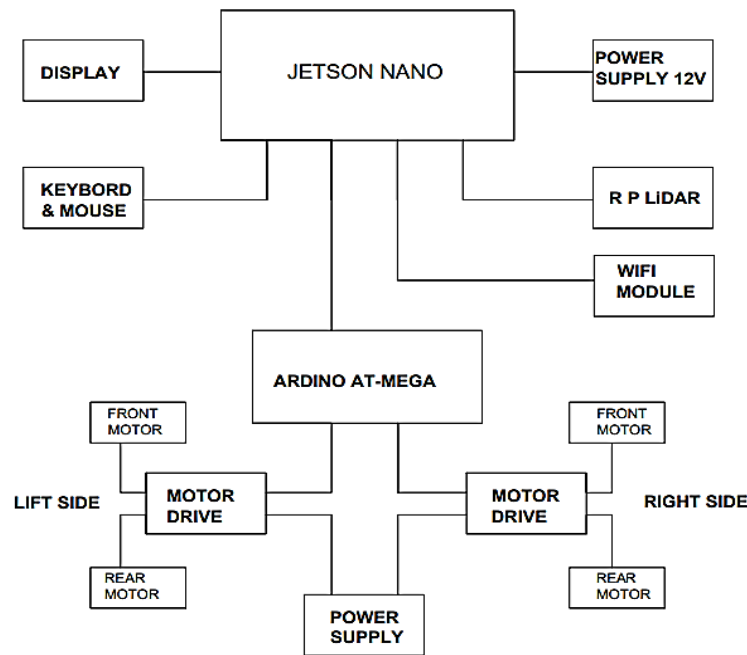 JETSON NANO
DISPLAY
POWER
SUPPLY 12V
KEYBORD
& MOUSE
R P LiDAR
WIFI
MODULE
ARDINO AT-MEGA
FRONT
MOTOR
FRONT
MOTOR
LIFT SIDE
MOTOR
DRIVE
MOTOR
DRIVE
RIGHT SIDE
REAR
MOTOR
REAR
MOTOR
POWER
SUPPLY